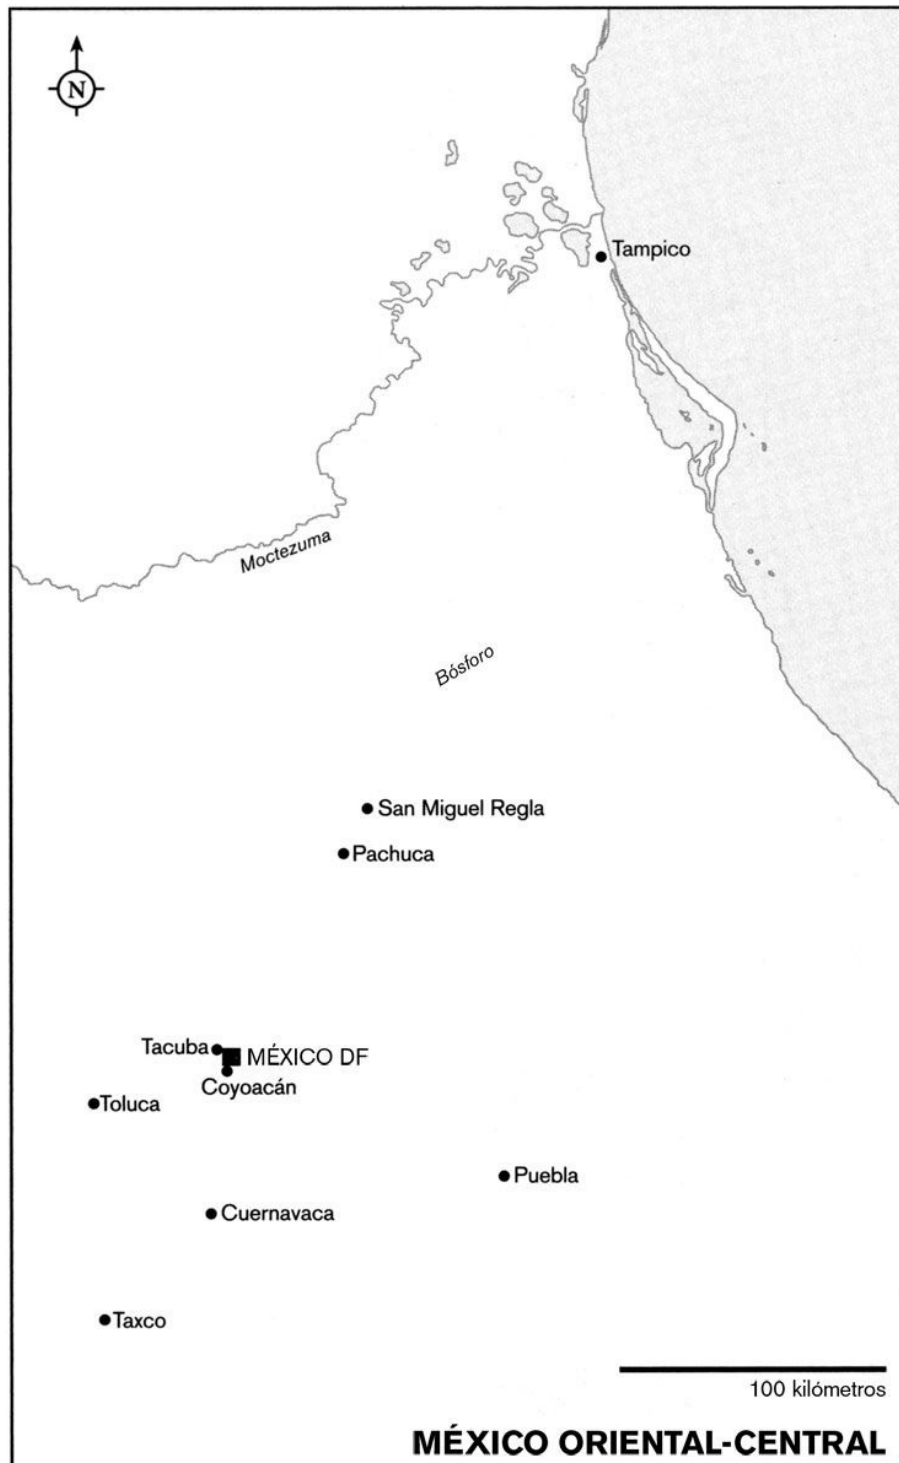 N
Tampico
Moctezuma
Bósforo
San Miguel Regla
Pachuca
Tacuba
MÉXICO DF
Coyoacán
Toluca
Puebla
Cuernavaca
Taxco
100 kilómetros
MÉXICO ORIENTAL-CENTRAL